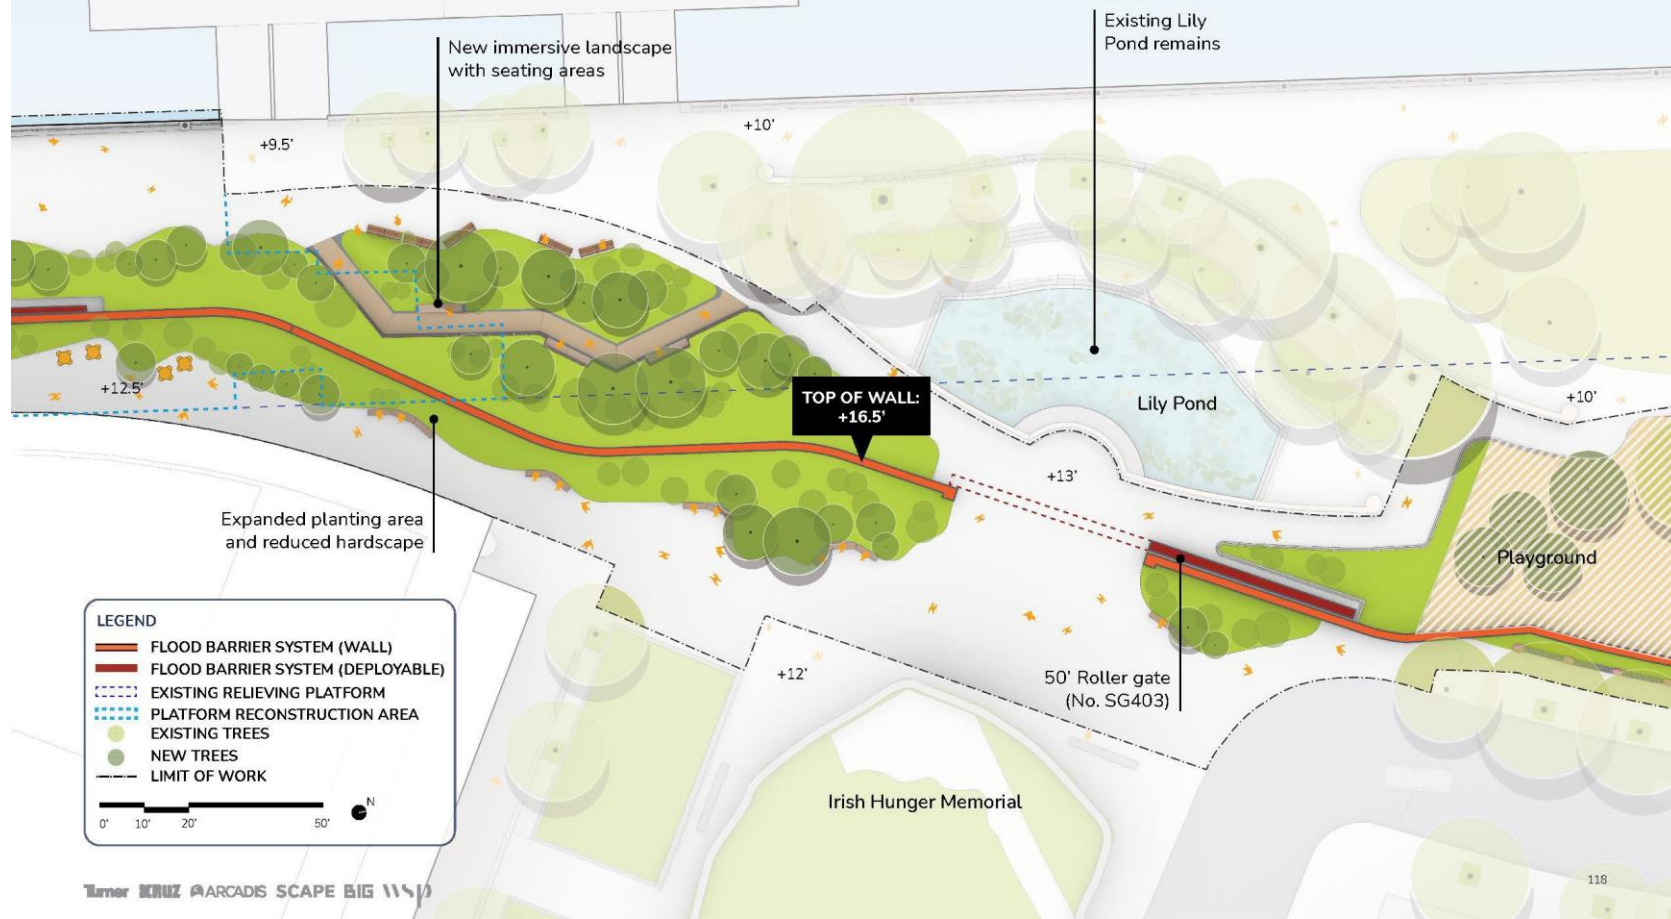 New immersive landscape
with seating areas
Existing Lily
Pond remains
+9.5’
+10’
+12.5’
TOP OF WALL:
+16.5’
Lily Pond
+10’
+13’
Expanded planting area
and reduced hardscape
Playground
50’ Roller gate
(No. SG403)
+12’
Irish Hunger Memorial
LEGEND
FLOOD BARRIER SYSTEM (WALL)
FLOOD BARRIER SYSTEM (DEPLOYABLE)
EXISTING RELIEVING PLATFORM
PLATFORM RECONSTRUCTION AREA
EXISTING TREES
NEW TREES
LIMIT OF WORK
0’ 10’ 20’ 50’
N
Turner KRUZ ARCADIS SCAPE BIG WSP
118